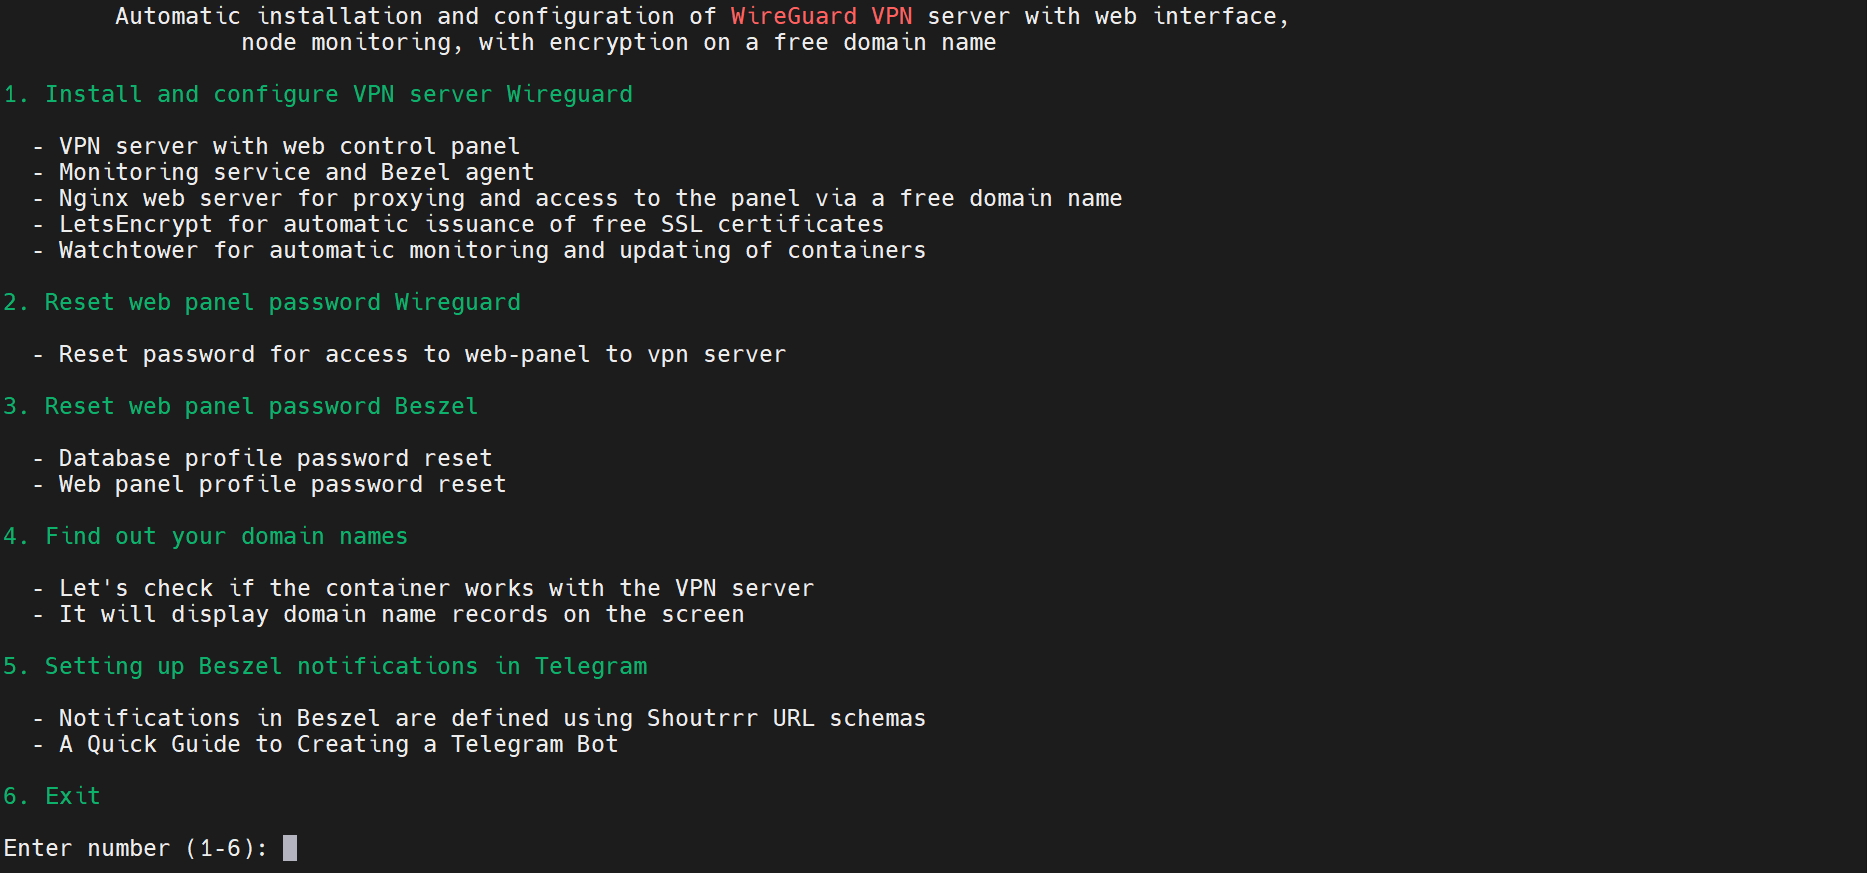 Automatic installation and configuration of WireGuard VPN server with web interface,
node monitoring, with encryption on a free domain name
1. Install and configure VPN server Wireguard
- VPN server with web control panel
- Monitoring service and Bezel agent
- Nginx web server for proxying and access to the panel via a free domain name
- LetsEncrypt for automatic issuance of free SSL certificates
- Watchtower for automatic monitoring and updating of containers
2. Reset web panel password Wireguard
- Reset password for access to web-panel to vpn server
3. Reset web panel password Beszel
- Database profile password reset
- Web panel profile password reset
4. Find out your domain names
- Let's check if the container works with the VPN server
- It will display domain name records on the screen
5. Setting up Beszel notifications in Telegram
- Notifications in Beszel are defined using Shoutrrr URL schemas
- A Quick Guide to Creating a Telegram Bot
6. Exit
Enter number (1-6):